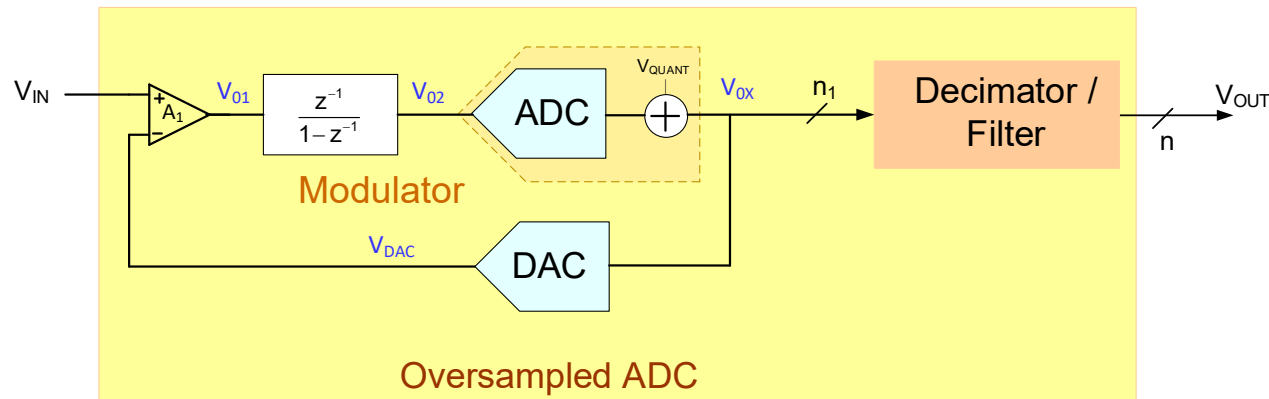 V_QUANT
V_IN
+
A_1
−
V_01
z^{-1}
1−z^{-1}
V_02
ADC
+
V_0X
n_1
Decimator /
Filter
V_OUT
n
Modulator
V_DAC
DAC
Oversampled ADC